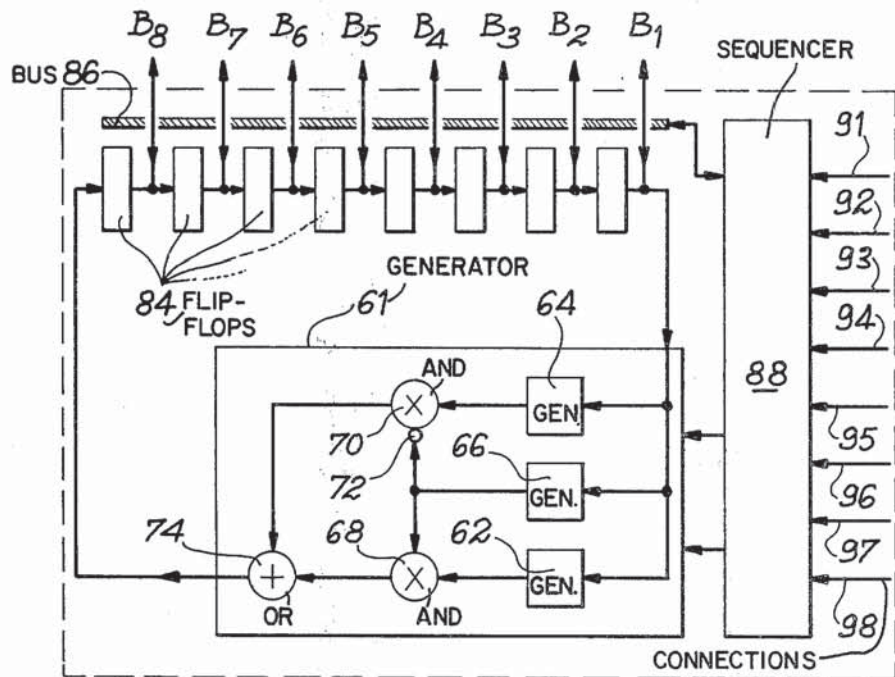 B8 B7 B6 B5 B4 B3 B2 B1
SEQUENCER
BUS 86
91
92
93
94
84 FLIP-
FLOPS
GENERATOR
61
64
AND
GEN.
88
70
72
66
GEN.
95
96
74
68
62
GEN.
97
OR
AND
98
CONNECTIONS